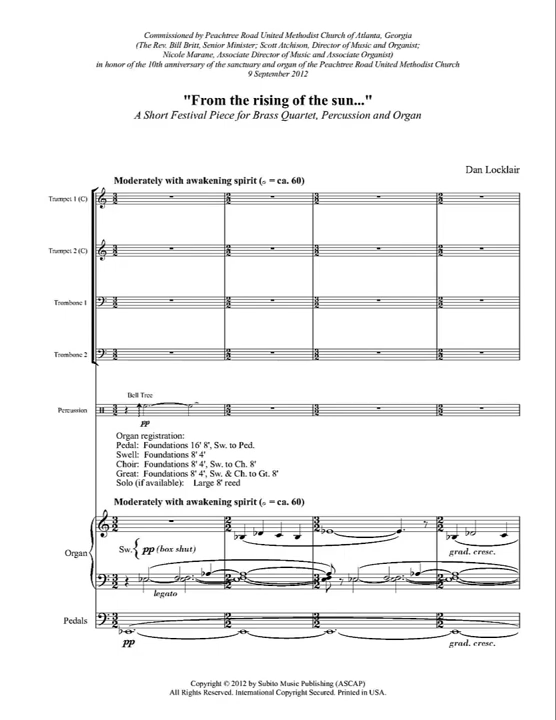 Commissioned by Peachtree Road United Methodist Church of Atlanta, Georgia
(The Rev. Bill Britt, Senior Minister; Scott Atchison, Director of Music and Organist;
Nicole Marane, Associate Director of Music and Associate Organist)
in honor of the 10th anniversary of the sanctuary and organ of the Peachtree Road United Methodist Church
9 September 2012
"From the rising of the sun..."
A Short Festival Piece for Brass Quartet, Percussion and Organ
Dan Locklair
Moderately with awakening spirit (𝅗𝅥 = ca. 60)
Trumpet 1 (C)
Trumpet 2 (C)
Trombone 1
Trombone 2
Bell Tree
Percussion
pp
Organ registration:
Pedal: Foundations 16' 8', Sw. to Ped.
Swell: Foundations 8' 4'
Choir: Foundations 8' 4', Sw. to Ch. 8'
Great: Foundations 8' 4', Sw. & Ch. to Gt. 8'
Solo (if available): Large 8' reed
Moderately with awakening spirit (𝅗𝅥 = ca. 60)
Organ
Sw. pp (box shut)
grad. cresc.
legato
Pedals
pp
grad. cresc.
Copyright © 2012 by Subito Music Publishing (ASCAP)
All Rights Reserved. International Copyright Secured. Printed in USA.